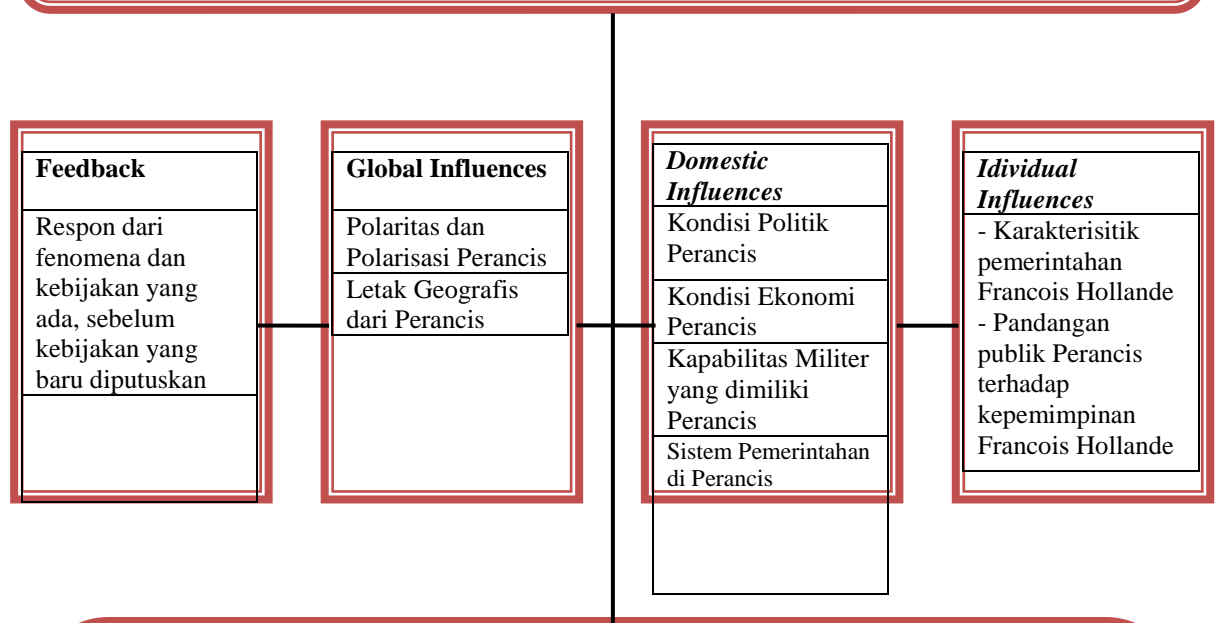 Feedback
Respon dari
fenomena dan
kebijakan yang
ada, sebelum
kebijakan yang
baru diputuskan
Global Influences
Polaritas dan
Polarisasi Perancis
Letak Geografis
dari Perancis
Domestic
Influences
Kondisi Politik
Perancis
Kondisi Ekonomi
Perancis
Kapabilitas Militer
yang dimiliki
Perancis
Sistem Pemerintahan
di Perancis
Idividual
Influences
- Karakterisitik
pemerintahan
Francois Hollande
- Pandangan
publik Perancis
terhadap
kepemimpinan
Francois Hollande